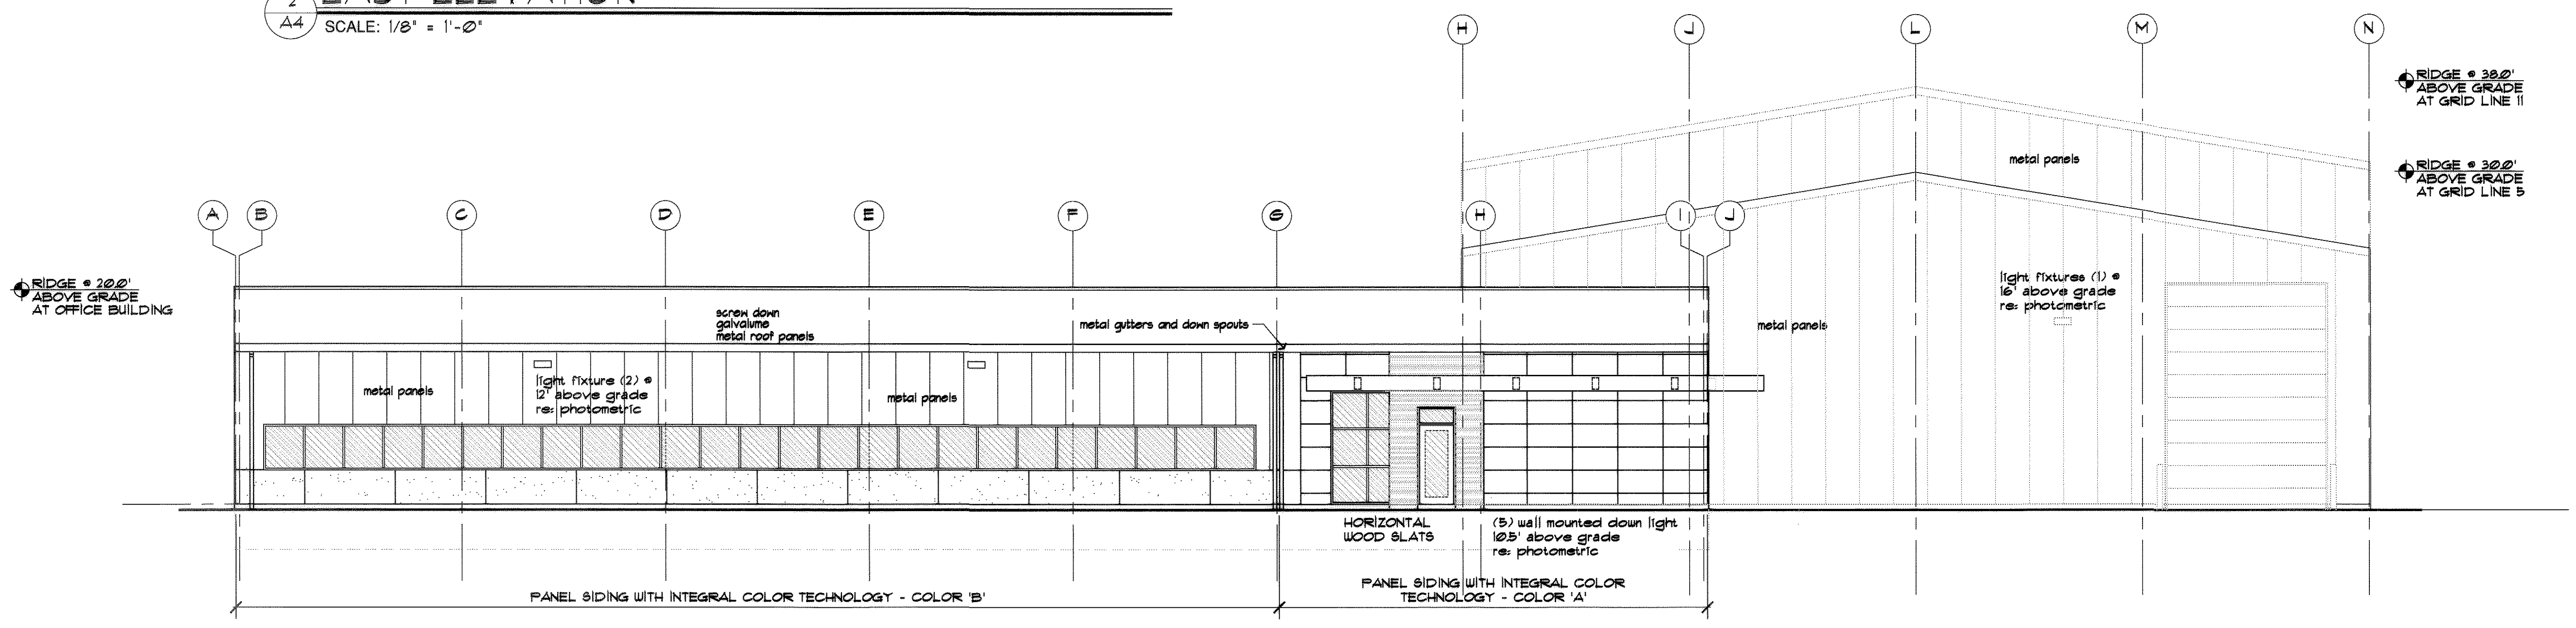 2
A4
EAST ELEVATION
SCALE: 1/8" = 1'-0"
H
J
L
M
N
RIDGE @ 38.0'
ABOVE GRADE
AT GRID LINE 11
metal panels
RIDGE @ 30.0'
ABOVE GRADE
AT GRID LINE 5
A
B
C
D
E
F
G
H
I
J
RIDGE @ 20.0'
ABOVE GRADE
AT OFFICE BUILDING
light fixtures (1) @
16' above grade
re: photometric
screw down
galvalume
metal roof panels
metal gutters and down spouts
metal panels
metal panels
light fixture (2) @
12' above grade
re: photometric
metal panels
HORIZONTAL
WOOD SLATS
(5) wall mounted down light
10.5' above grade
re: photometric
PANEL SIDING WITH INTEGRAL COLOR TECHNOLOGY - COLOR 'B'
PANEL SIDING WITH INTEGRAL COLOR
TECHNOLOGY - COLOR 'A'